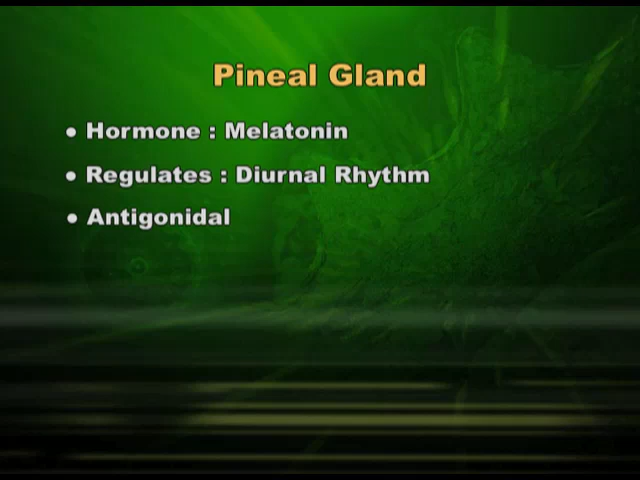 Pineal Gland
• Hormone : Melatonin
• Regulates : Diurnal Rhythm
• Antigonidal